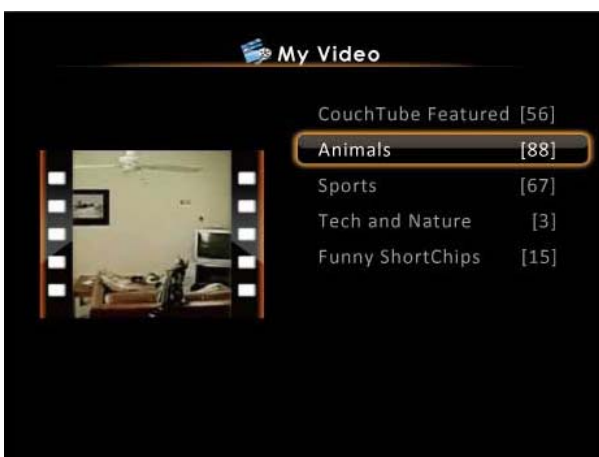 My Video
CouchTube Featured [56]
Animals [88]
Sports [67]
Tech and Nature [3]
Funny ShortChips [15]